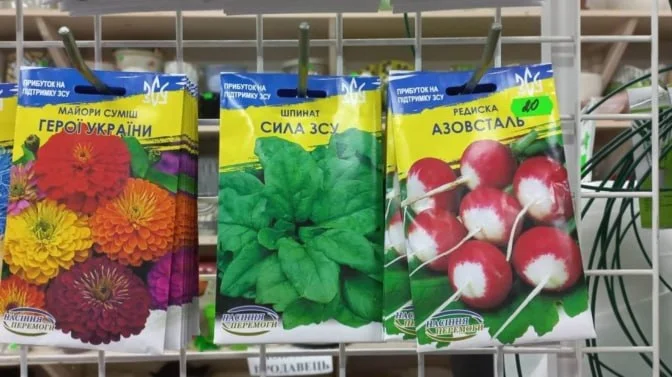 ПРИБУТОК НА
ПІДТРИМКУ ЗСУ
МАЙОРИ СУМІШ
ГЕРОЇ УКРАЇНИ
НАСІННЯ
ПЕРЕМОГИ
ПРИБУТОК НА
ПІДТРИМКУ ЗСУ
ШПИНАТ
СИЛА ЗСУ
НАСІННЯ
ПЕРЕМОГИ
ПРИБУТОК НА
ПІДТРИМКУ ЗСУ
20
РЕДИСКА
АЗОВСТАЛЬ
НАСІННЯ
ПЕРЕМОГИ
ПРОДАВЕЦЬ